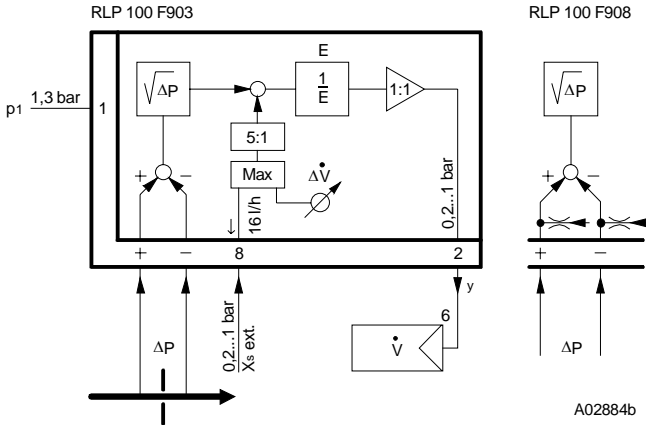 RLP 100 F903
RLP 100 F908
E
√ΔP
1
E
1:1
√ΔP
p1
1,3 bar
1
5:1
Max
ΔV̇
+
−
+
−
↓
16 l/h
0,2...1 bar
+
−
8
2
+
−
y
6
0,2...1 bar
Xs ext.
ΔP
V̇
ΔP
A02884b